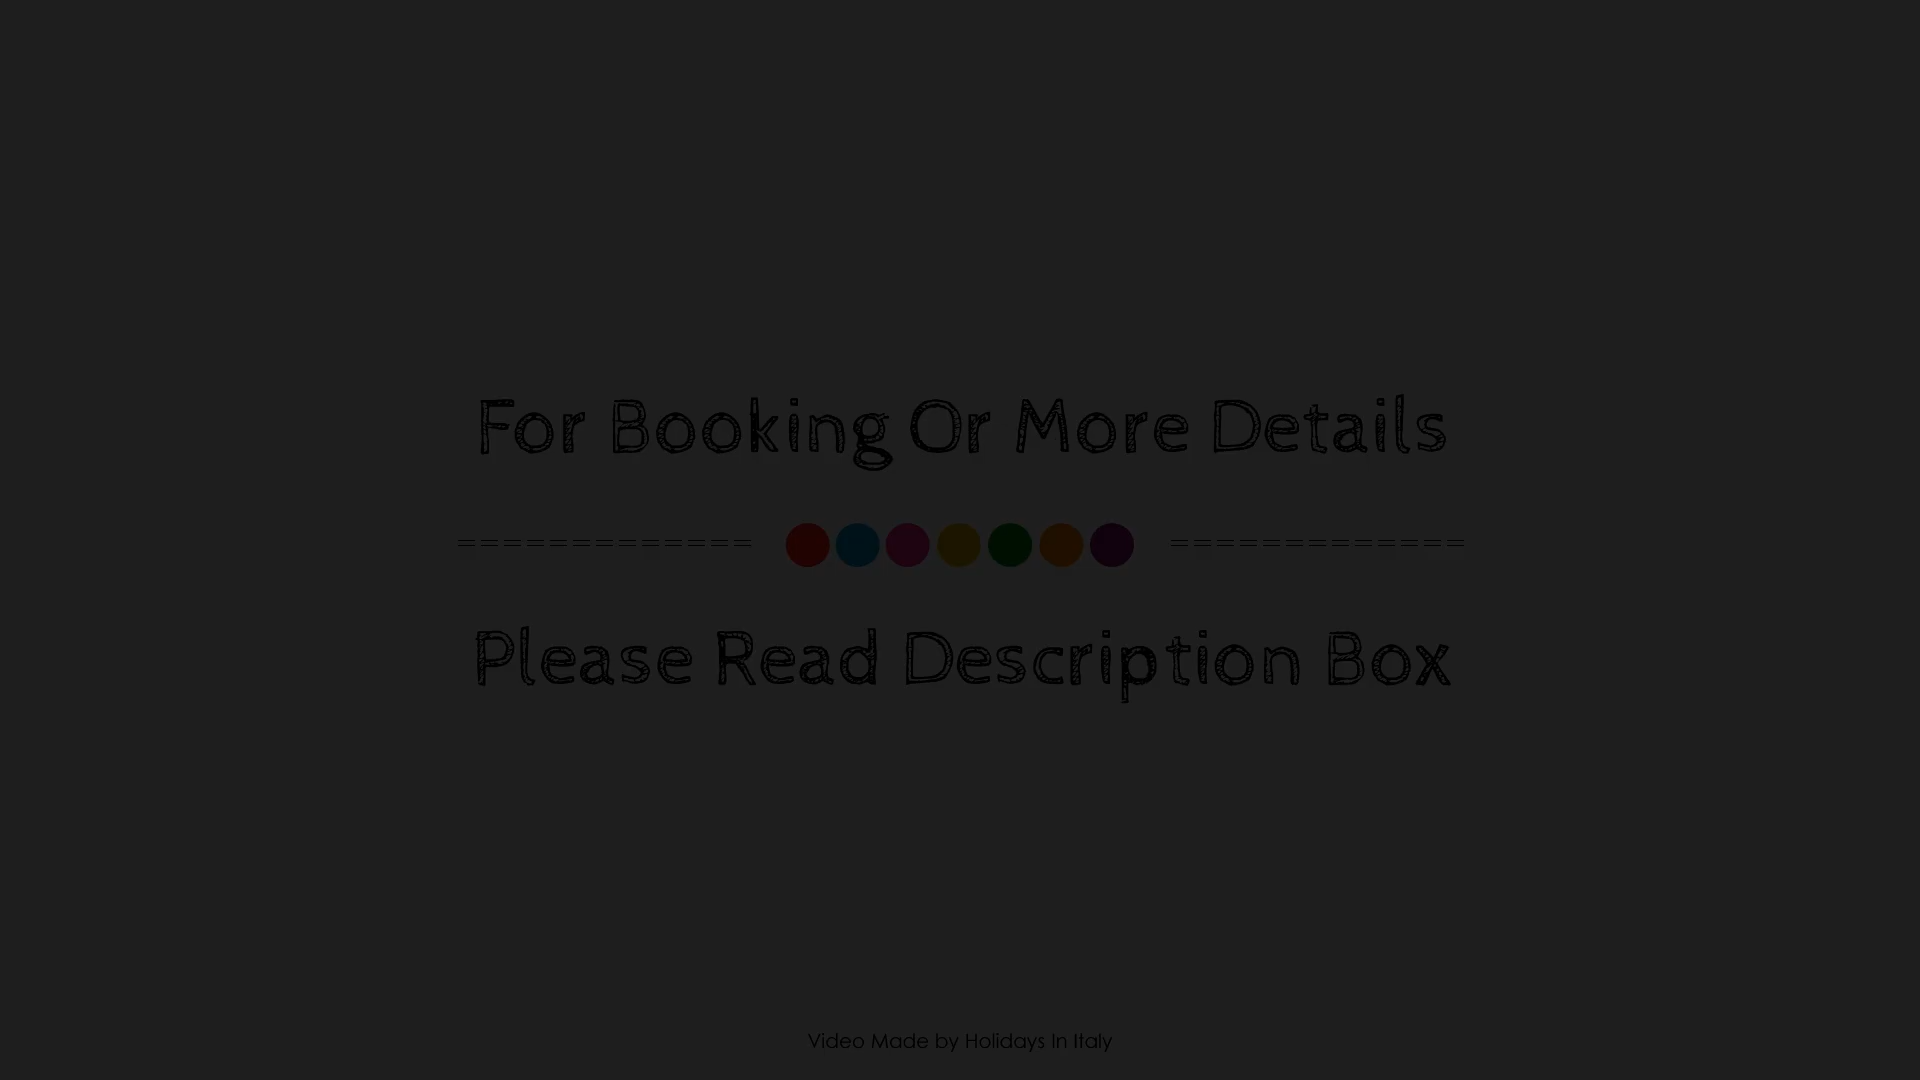 For Booking Or More Details
============= =============
Please Read Description Box
Video Made by Holidays In Italy